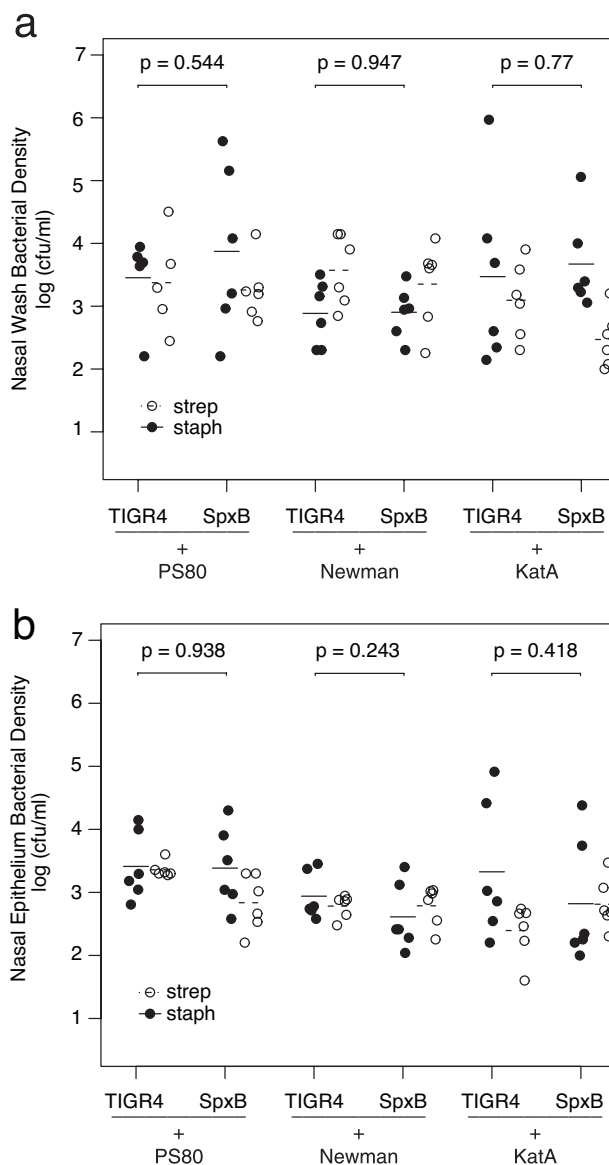 a
Nasal Wash Bacterial Density
log (cfu/ml)
7
6
5
4
3
2
1
p = 0.544
p = 0.947
p = 0.77
strep
staph
TIGR4 SpxB TIGR4 SpxB TIGR4 SpxB
+ + +
PS80 Newman KatA
b
Nasal Epithelium Bacterial Density
log (cfu/ml)
7
6
5
4
3
2
1
p = 0.938
p = 0.243
p = 0.418
strep
staph
TIGR4 SpxB TIGR4 SpxB TIGR4 SpxB
+ + +
PS80 Newman KatA